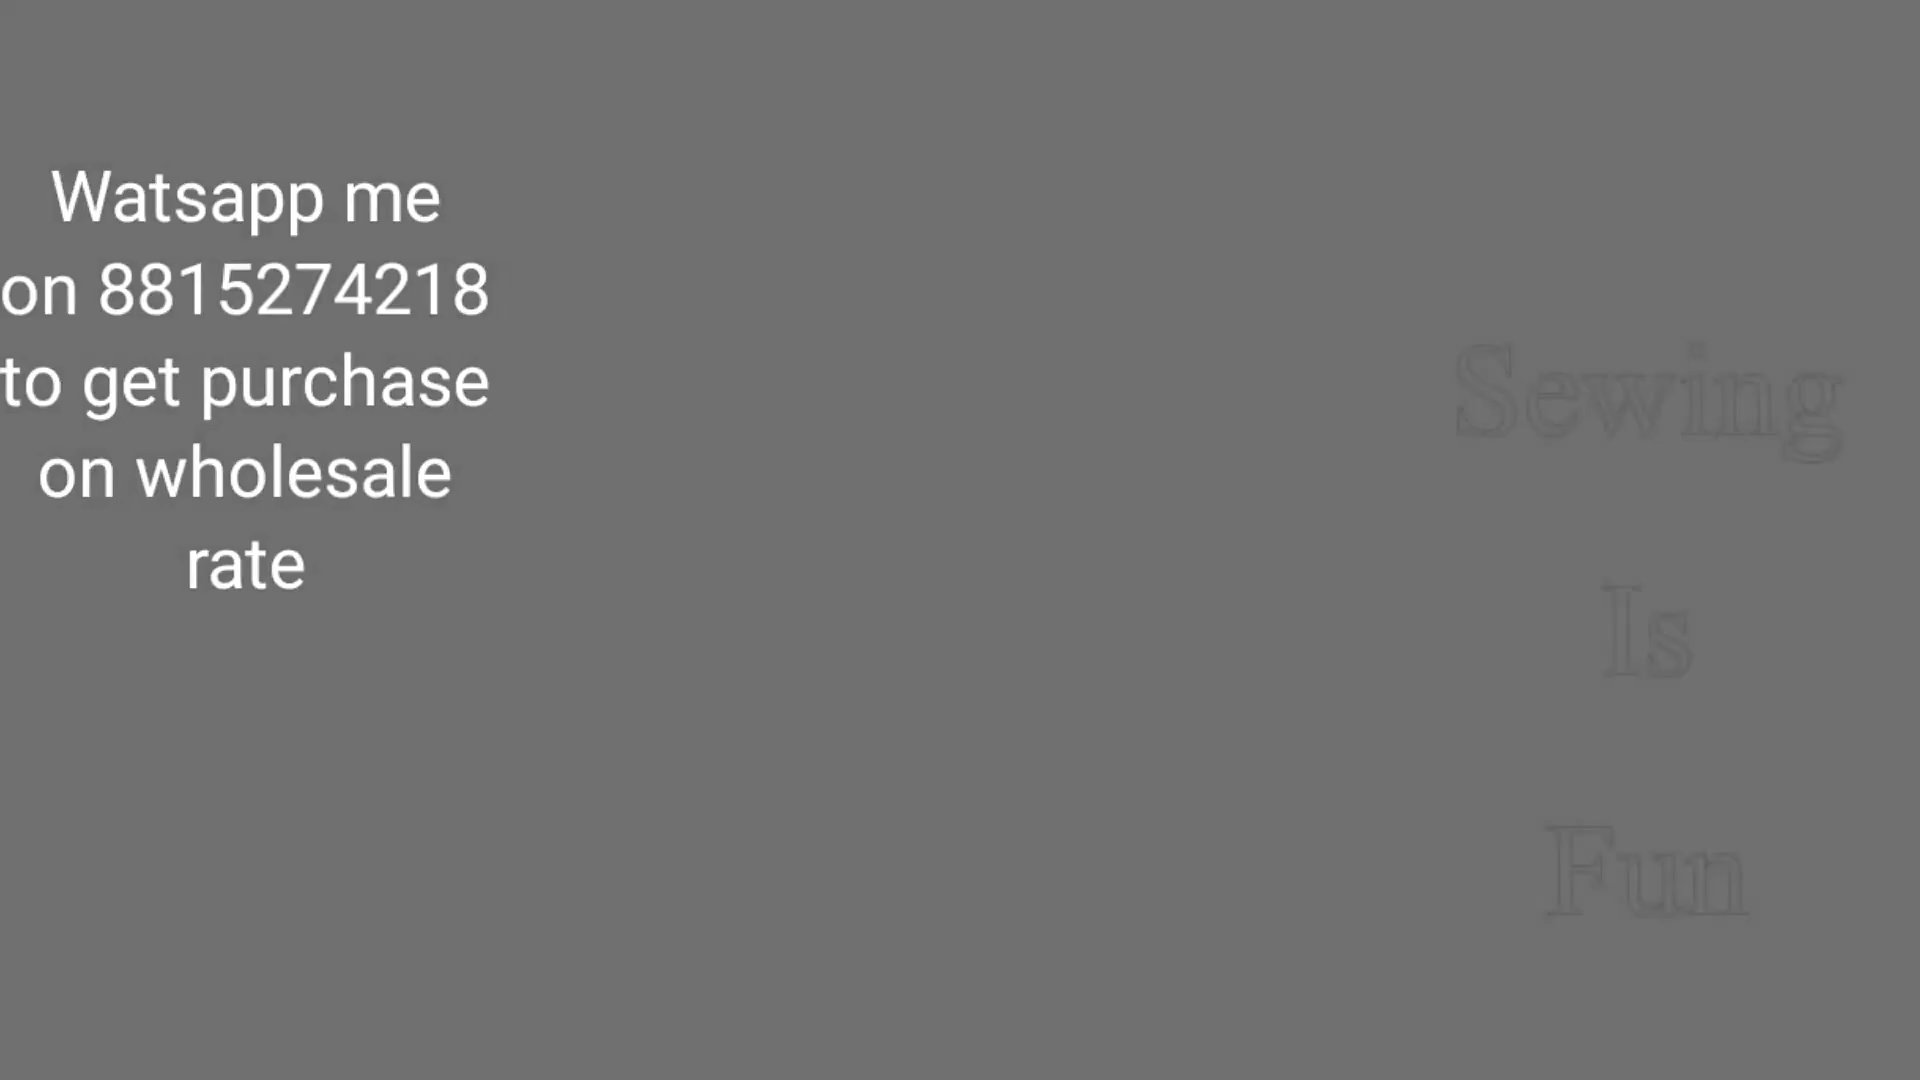 Watsapp me
on 8815274218
to get purchase
on wholesale
rate
Sewing
Is
Fun